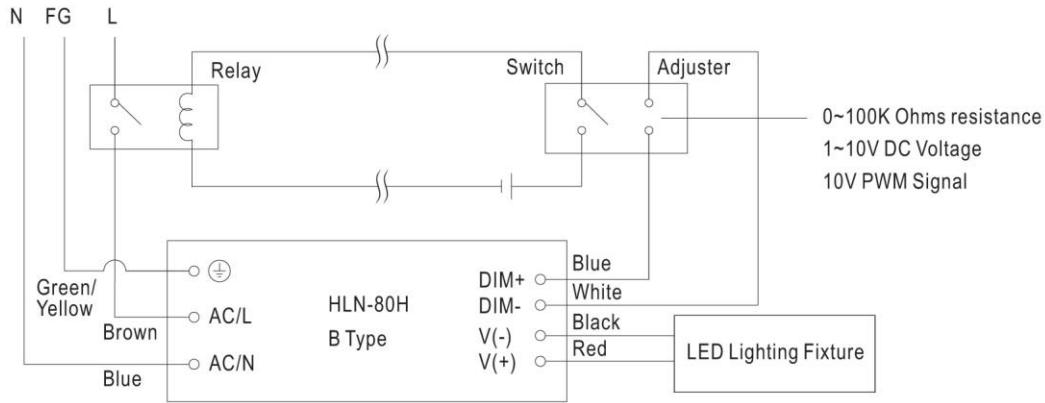 N FG L
Relay
Switch
Adjuster
0~100K Ohms resistance
1~10V DC Voltage
10V PWM Signal
Green/
Yellow
Brown
Blue
AC/L
AC/N
HLN-80H
B Type
DIM+
DIM-
V(-)
V(+)
Blue
White
Black
Red
LED Lighting Fixture